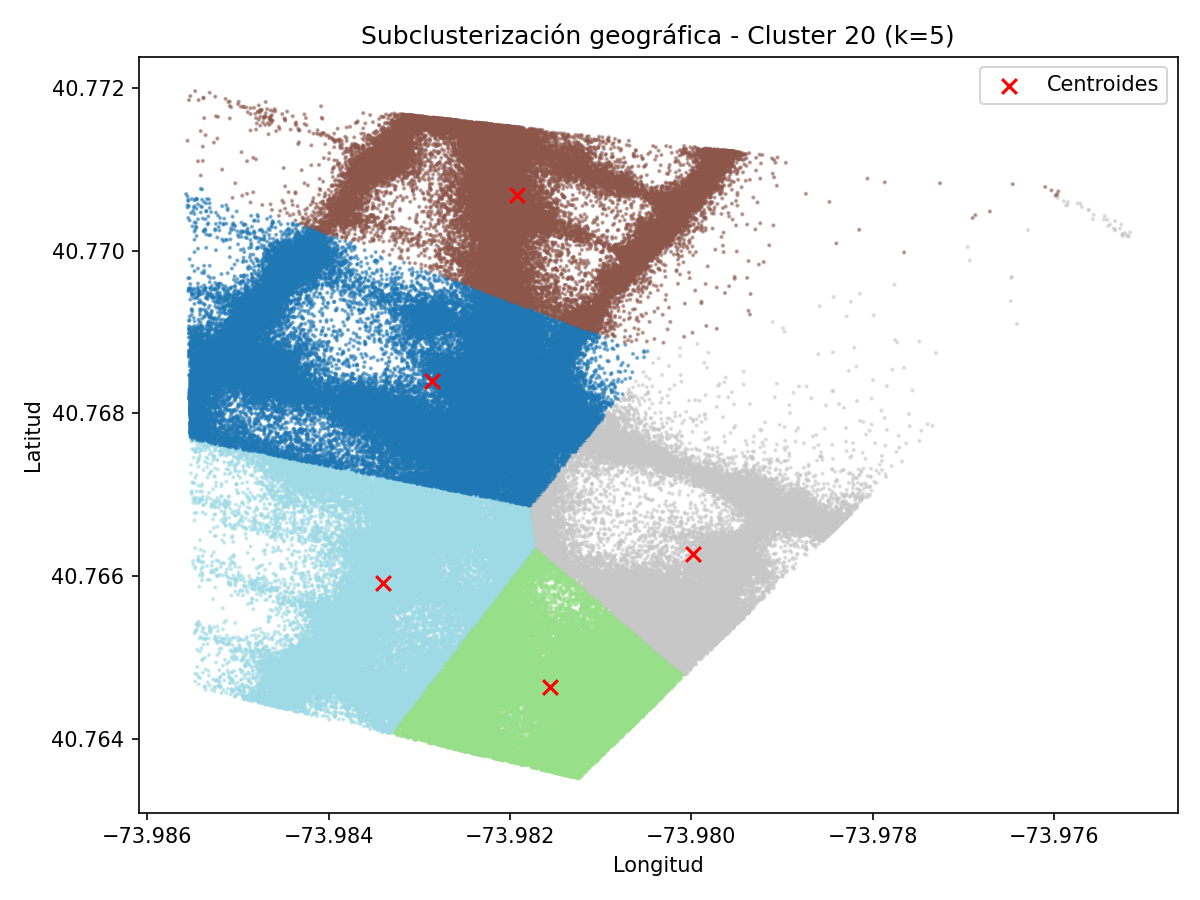 Subclusterización geográfica - Cluster 20 (k=5)
Centroides
40.772
40.770
40.768
40.766
40.764
Latitud
−73.986 −73.984 −73.982 −73.980 −73.978 −73.976
Longitud